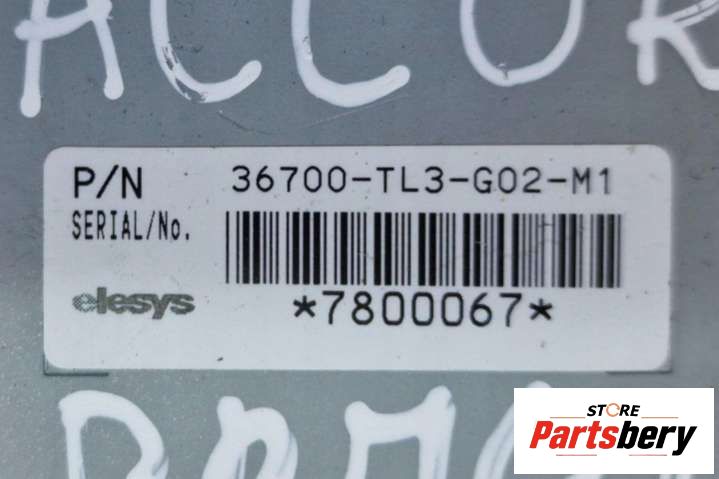 ACCOR
P/N 36700-TL3-G02-M1
SERIAL/No.
elesys *7800067*
STORE
Partsbery